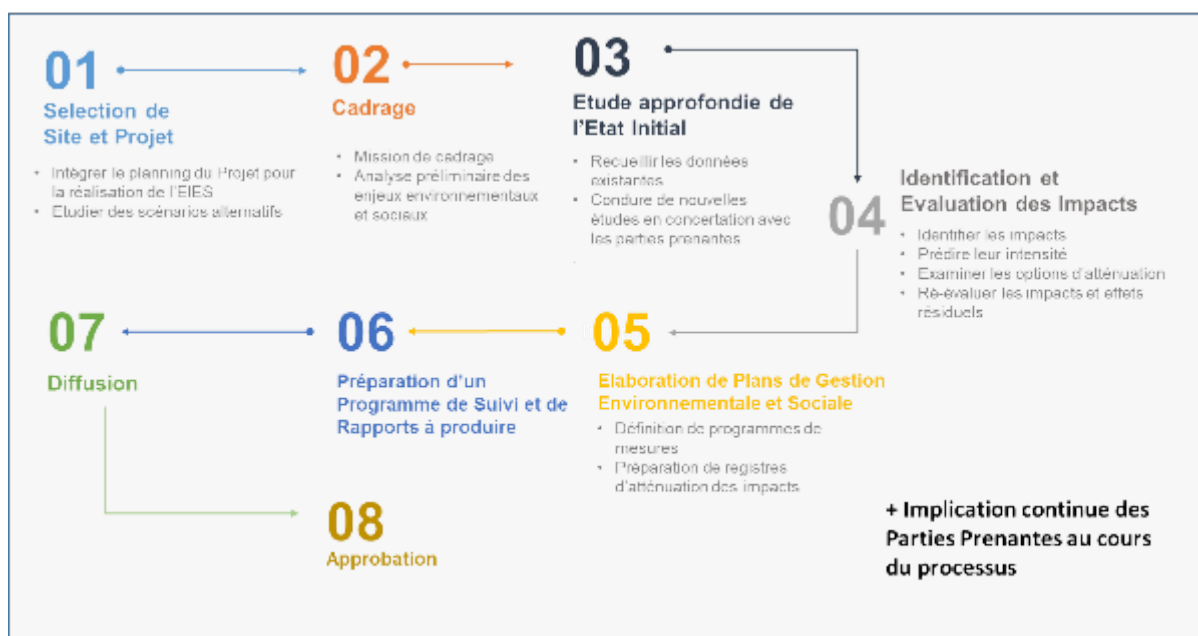 01
Selection de
Site et Projet
• Intégrer le planning du Projet pour
la réalisation de l'EIES
• Etudier des scénarios alternatifs
02
Cadrage
• Mission de cadrage
• Analyse préliminaire des
enjeux environnementaux
et sociaux
03
Etude approfondie de
l'Etat Initial
• Recueillir les données
existantes
• Condure de nouvelles
études en concertation avec
les parties prenantes
04
Identification et
Evaluation des Impacts
• Identifier les impacts
• Prédire leur intensité
• Examiner les options d'atténuation
• Ré-évaluer les impacts et effets
résiduels
05
Elaboration de Plans de Gestion
Environnementale et Sociale
• Définition de programmes de
mesures
• Préparation de registres
d'atténuation des impacts
06
Préparation d'un
Programme de Suivi et de
Rapports à produire
07
Diffusion
08
Approbation
+ Implication continue des
Parties Prenantes au cours
du processus